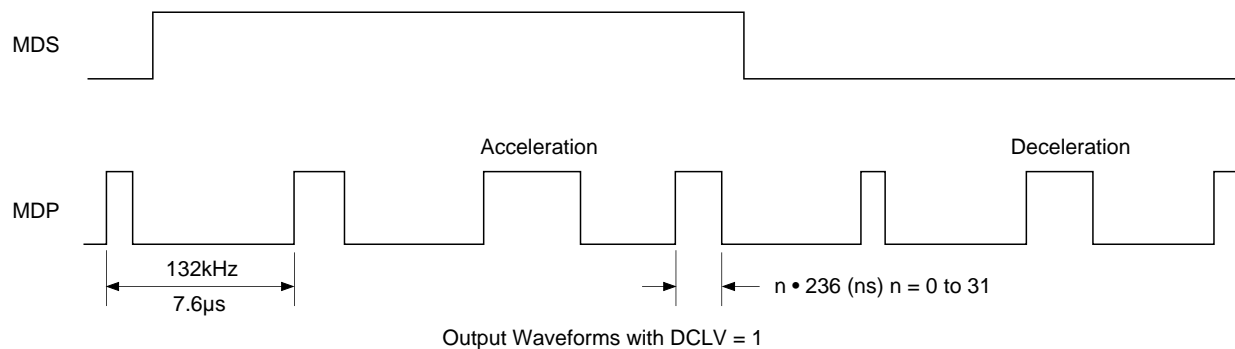 MDS
Acceleration
Deceleration
MDP
132kHz
7.6µs
n • 236 (ns) n = 0 to 31
Output Waveforms with DCLV = 1